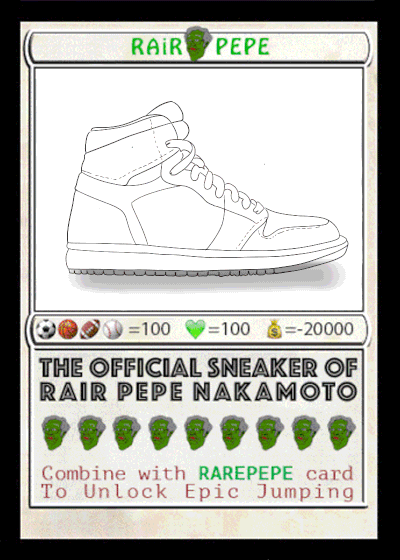 RAiR PEPE
=100 =100 =-20000
THE OFFICIAL SNEAKER OF
RAIR PEPE NAKAMOTO
Combine with RAREPEPE card
To Unlock Epic Jumping